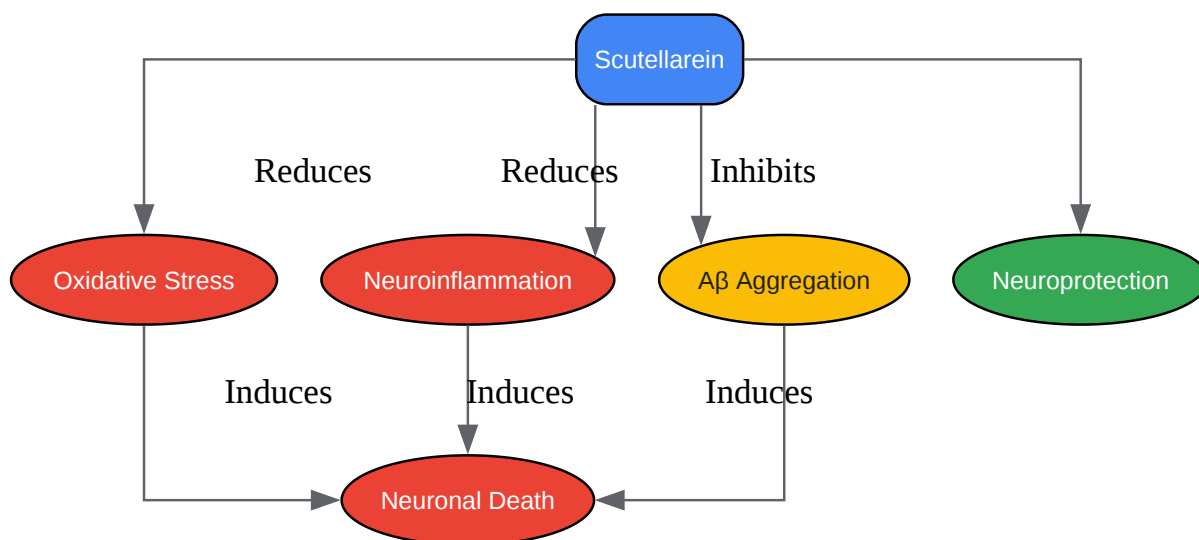 Scutellarein
Reduces
Reduces
Inhibits
Oxidative Stress
Neuroinflammation
Aβ Aggregation
Neuroprotection
Induces
Induces
Induces
Neuronal Death